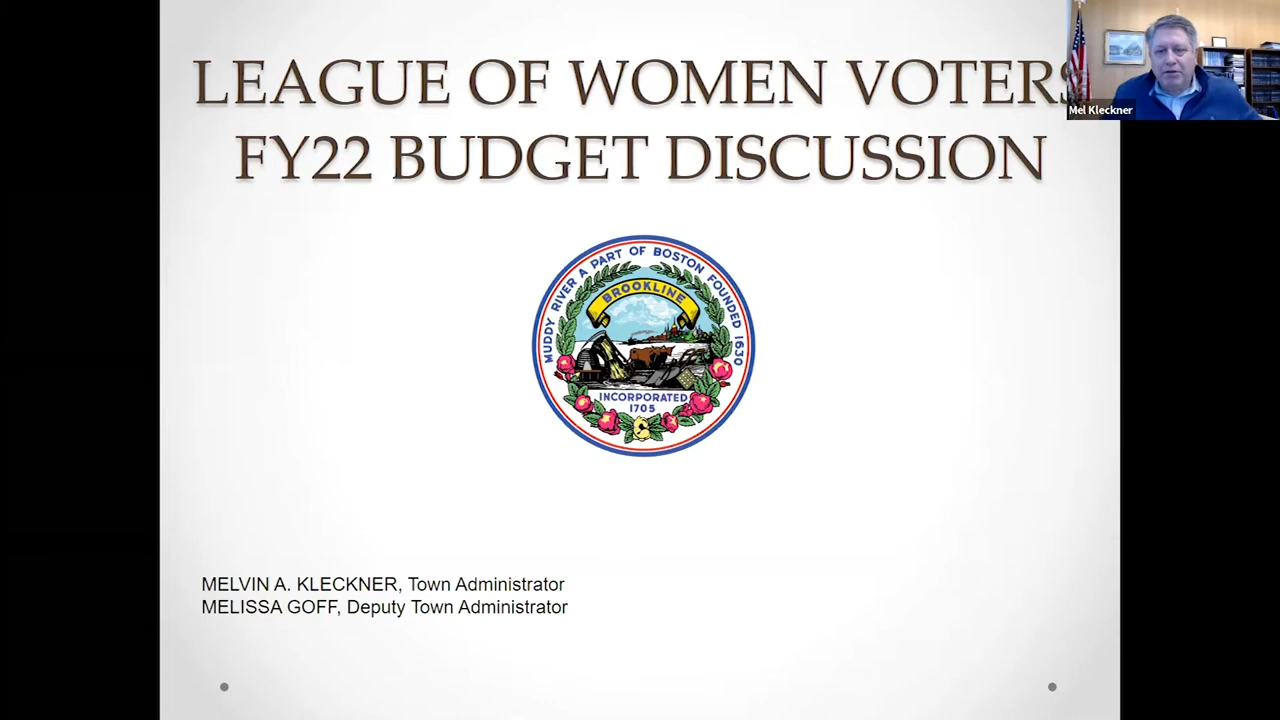 LEAGUE OF WOMEN VOTERS
FY22 BUDGET DISCUSSION
Mel Kleckner
MUDDY RIVER A PART OF BOSTON FOUNDED 1630
BROOKLINE
INCORPORATED
1705
MELVIN A. KLECKNER, Town Administrator
MELISSA GOFF, Deputy Town Administrator